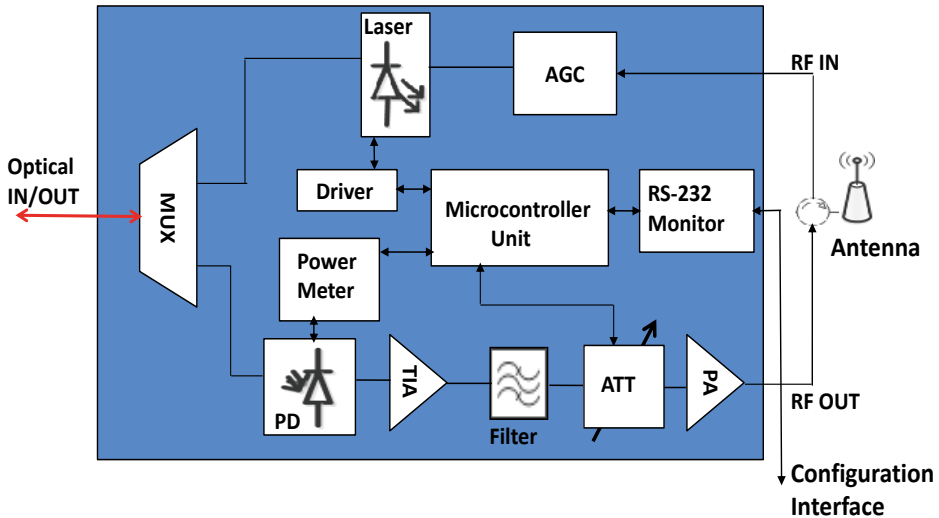 Laser
AGC
RF IN
Optical
IN/OUT
MUX
Driver
Microcontroller
Unit
RS-232
Monitor
Antenna
Power
Meter
PD
TIA
Filter
ATT
PA
RF OUT
Configuration
Interface